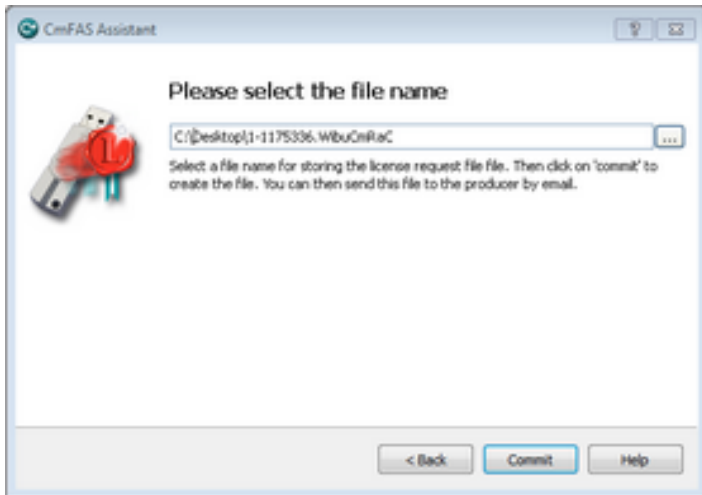 CmFAS Assistant
Please select the file name
C:\Desktop\1-1175336.WibuCmRaC
...
Select a file name for storing the license request file file. Then click on 'commit' to
create the file. You can then send this file to the producer by email.
< Back
Commit
Help